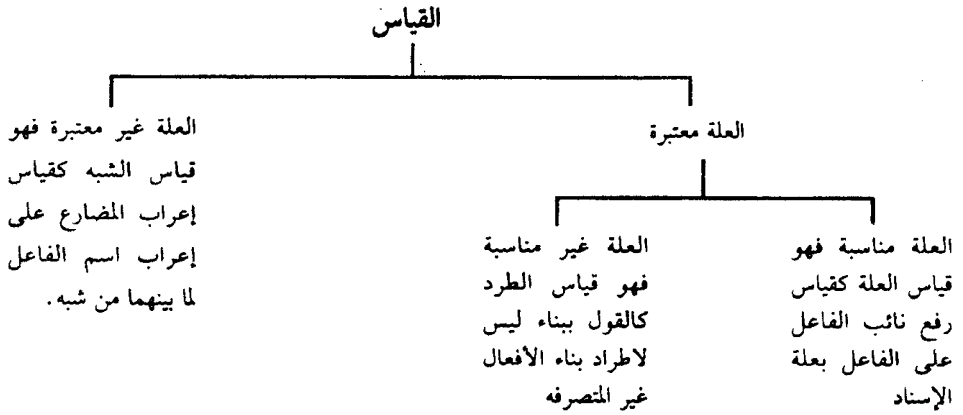 القياس
العلة معتبرة
العلة غير معتبرة فهو
قياس الشبه كقياس
إعراب المضارع على
إعراب اسم الفاعل
لما بينهما من شبه .
العلة مناسبة فهو
قياس العلة كقياس
رفع نائب الفاعل
على الفاعل بعلة
الإسناد
العلة غير مناسبة
فهو قياس الطرد
كالقول ببناء ليس
لاطراد بناء الأفعال
غير المتصرفه